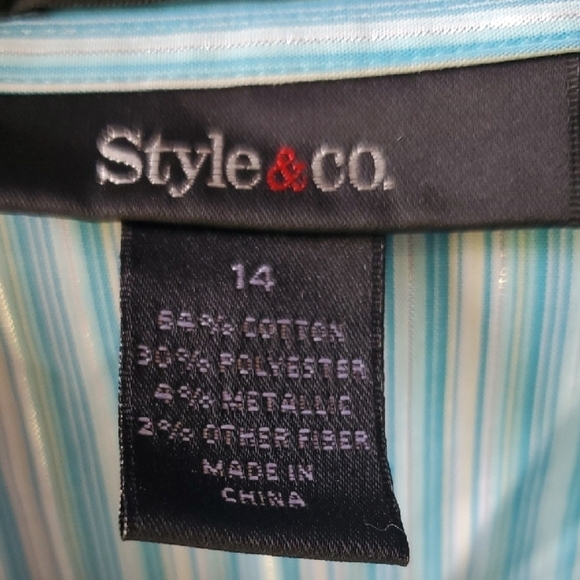 Style&co.
14
64% COTTON
30% POLYESTER
4% METALLIC
2% OTHER FIBER
MADE IN
CHINA